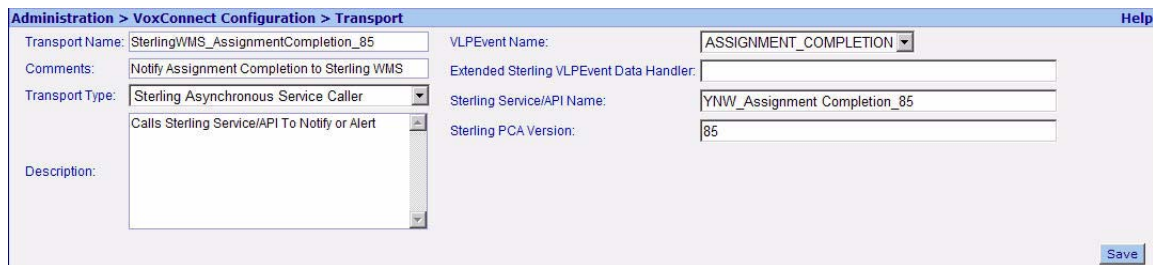 Administration > VoxConnect Configuration > Transport Help
Transport Name: SterlingWMS_AssignmentCompletion_85
Comments: Notify Assignment Completion to Sterling WMS
Transport Type: Sterling Asynchronous Service Caller
Description: Calls Sterling Service/API To Notify or Alert
VLPEvent Name: ASSIGNMENT_COMPLETION
Extended Sterling VLPEvent Data Handler:
Sterling Service/API Name: YNW_Assignment Completion_85
Sterling PCA Version: 85
Save